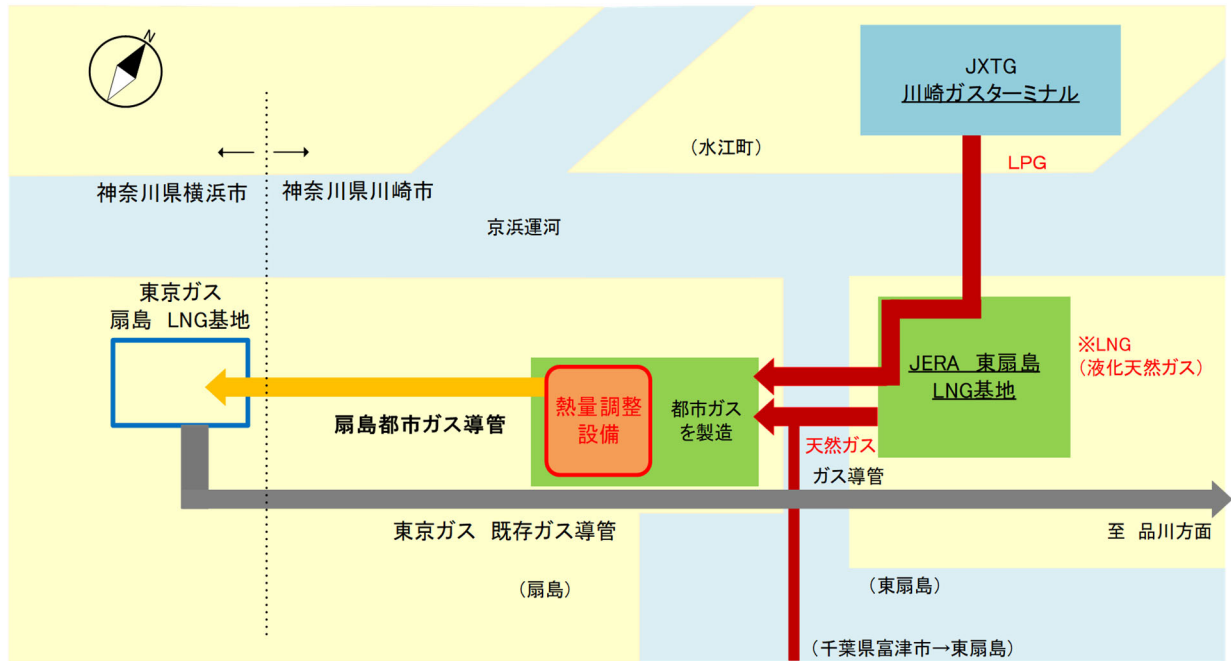 N
JXTG
川崎ガスターミナル
(水江町)
LPG
神奈川県横浜市
神奈川県川崎市
京浜運河
東京ガス
扇島 LNG基地
※LNG
(液化天然ガス)
JERA 東扇島
LNG基地
熱量調整
設備
都市ガス
を製造
扇島都市ガス導管
天然ガス
ガス導管
東京ガス 既存ガス導管
至 品川方面
(扇島)
(東扇島)
(千葉県富津市→東扇島)